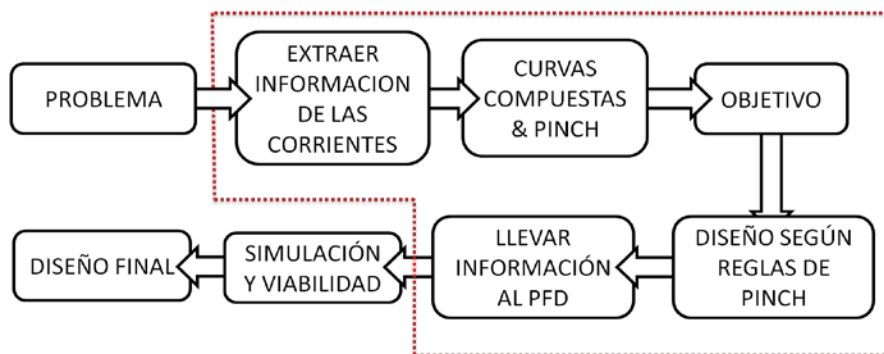 PROBLEMA
EXTRAER
INFORMACION
DE LAS
CORRIENTES
CURVAS
COMPUESTAS
& PINCH
OBJETIVO
DISEÑO SEGÚN
REGLAS DE
PINCH
LLEVAR
INFORMACIÓN
AL PFD
SIMULACIÓN
Y VIABILIDAD
DISEÑO FINAL